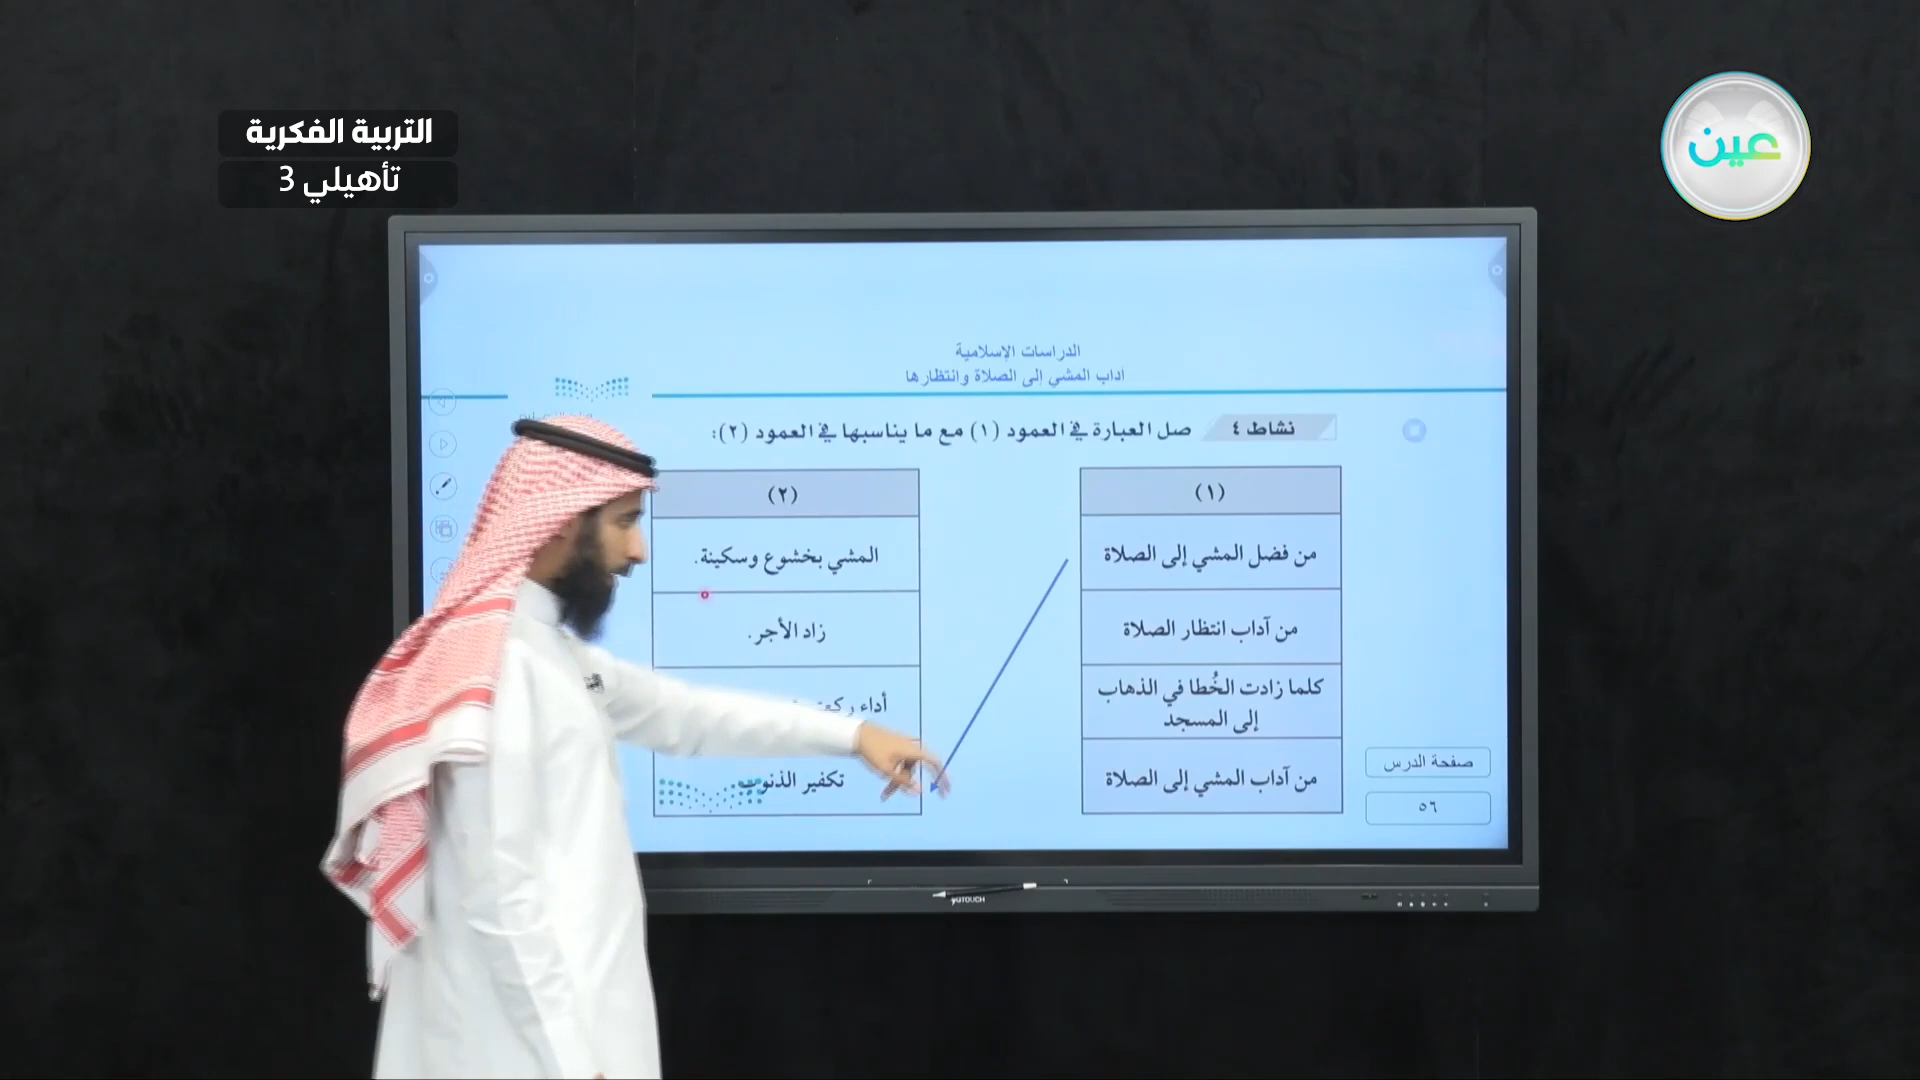 التربية الفكرية
تأهيلي 3
عين
الدراسات الإسلامية
آداب المشي إلى الصلاة وانتظارها
نشاط ٤ صل العبارة في العمود (١) مع ما يناسبها في العمود (٢):
(١)
من فضل المشي إلى الصلاة
من آداب انتظار الصلاة
كلما زادت الخُطا في الذهاب
إلى المسجد
من آداب المشي إلى الصلاة
(٢)
المشي بخشوع وسكينة.
زاد الأجر.
أداء
تكفير الذنوب
صفحة الدرس
٥٦